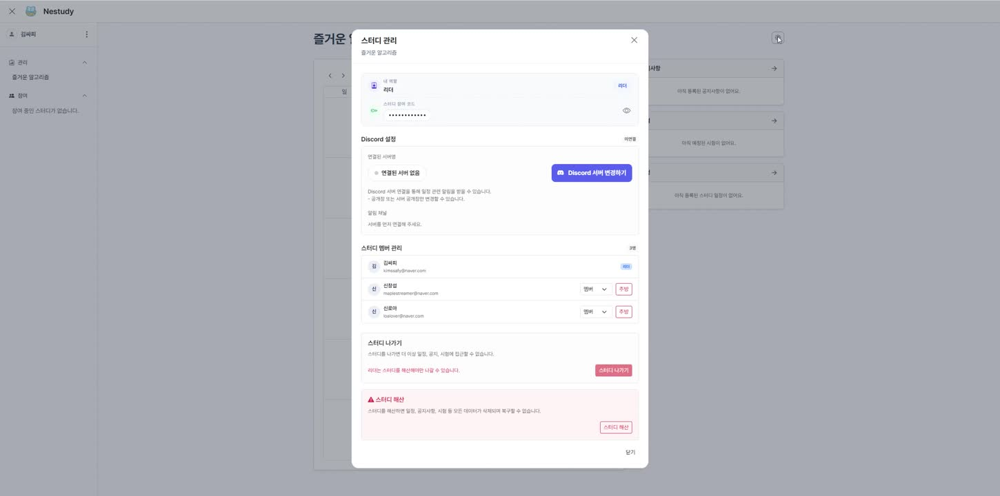 Nestudy
김싸피
관리
즐거운 알고리즘
참여
참여 중인 스터디가 없습니다.
즐거운
일
스터디 관리
즐거운 알고리즘
내 역할
리더
리더
스터디 참여 코드
••••••••••••
Discord 설정
미연결
연결된 서버명
연결된 서버 없음
Discord 서버 변경하기
Discord 서버 연결을 통해 일정 관련 알림을 받을 수 있습니다.
- 공개장 또는 서버 공개장만 변경할 수 있습니다.
알림 채널
서버를 먼저 연결해 주세요.
스터디 멤버 관리
3명
김
김싸피
kimssafy@naver.com
리더
신
신창섭
maplestreamer@naver.com
멤버
추방
신
신로아
loalover@naver.com
멤버
추방
스터디 나가기
스터디를 나가면 더 이상 일정, 공지, 시험에 접근할 수 없습니다.
리더는 스터디를 해산해야만 나갈 수 있습니다.
스터디 나가기
스터디 해산
스터디를 해산하면 일정, 공지사항, 시험 등 모든 데이터가 삭제되며 복구할 수 없습니다.
스터디 해산
닫기
사항
아직 등록된 공지사항이 없어요.
아직 예정된 시험이 없어요.
아직 등록된 스터디 일정이 없어요.